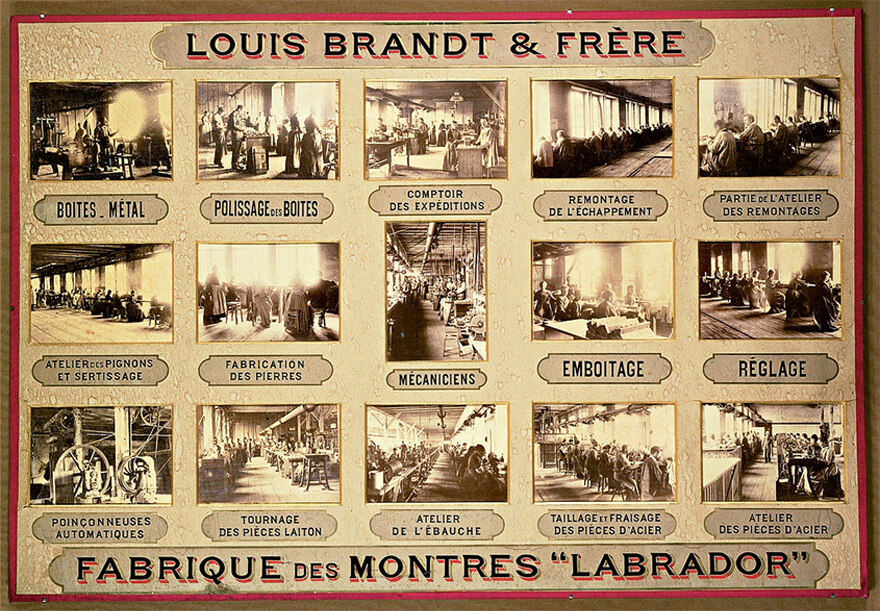 LOUIS BRANDT & FRÈRE
BOITES - MÉTAL
POLISSAGE DES BOITES
COMPTOIR
DES EXPÉDITIONS
REMONTAGE
DE L'ÉCHAPPEMENT
PARTIE DE L'ATELIER
DES REMONTAGES
ATELIER DES PIGNONS
ET SERTISSAGE
FABRICATION
DES PIERRES
MÉCANICIENS
EMBOITAGE
RÉGLAGE
POINÇONNEUSES
AUTOMATIQUES
TOURNAGE
DES PIÈCES LAITON
ATELIER
DE L'ÉBAUCHE
TAILLAGE ET FRAISAGE
DES PIÈCES D'ACIER
ATELIER
DES PIÈCES D'ACIER
FABRIQUE DES MONTRES "LABRADOR"